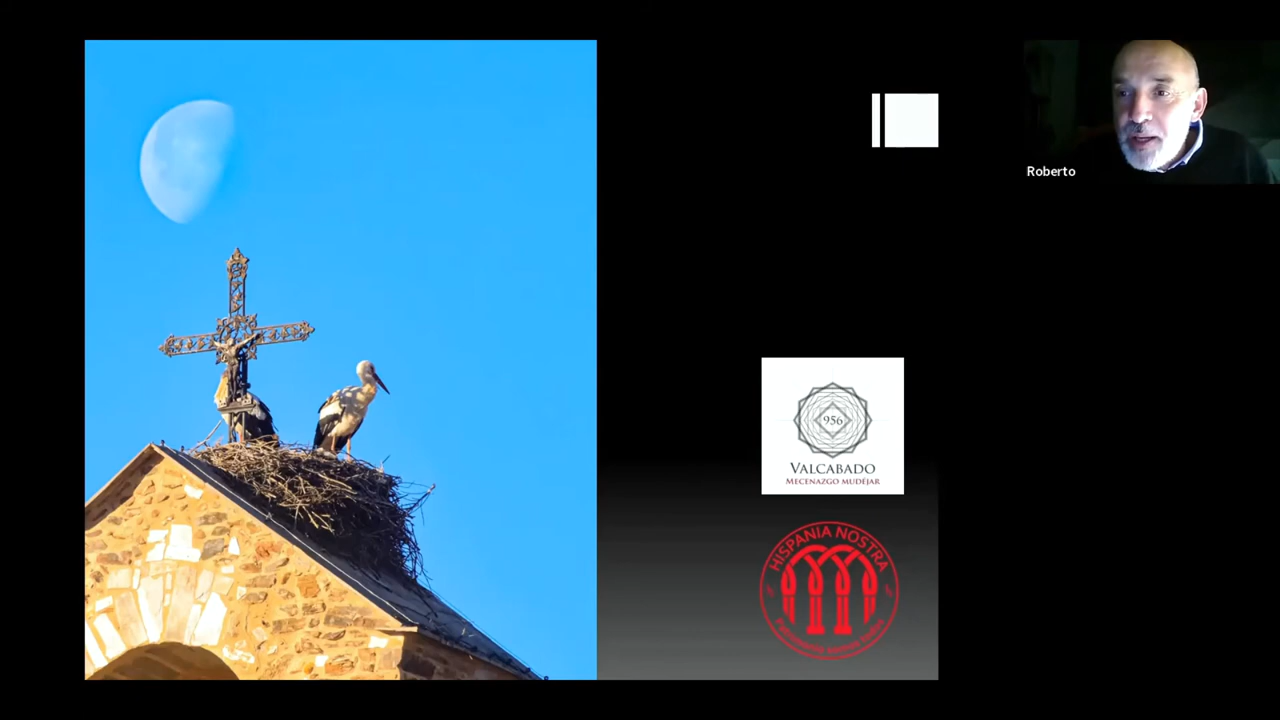 Roberto
956
VALCABADO
MECENAZGO MUDÉJAR
HISPANIA NOSTRA